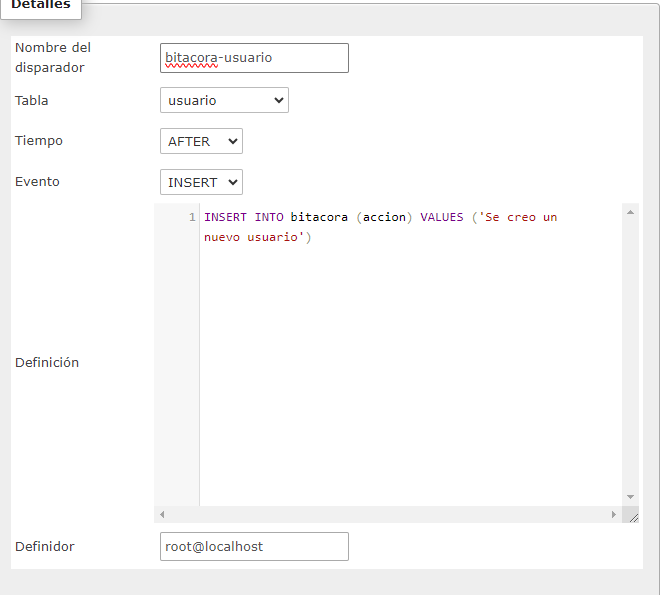 Detalles
Nombre del
disparador
bitacora-usuario
Tabla
usuario
Tiempo
AFTER
Evento
INSERT
1 INSERT INTO bitacora (accion) VALUES ('Se creo un
nuevo usuario')
Definición
Definidor
root@localhost